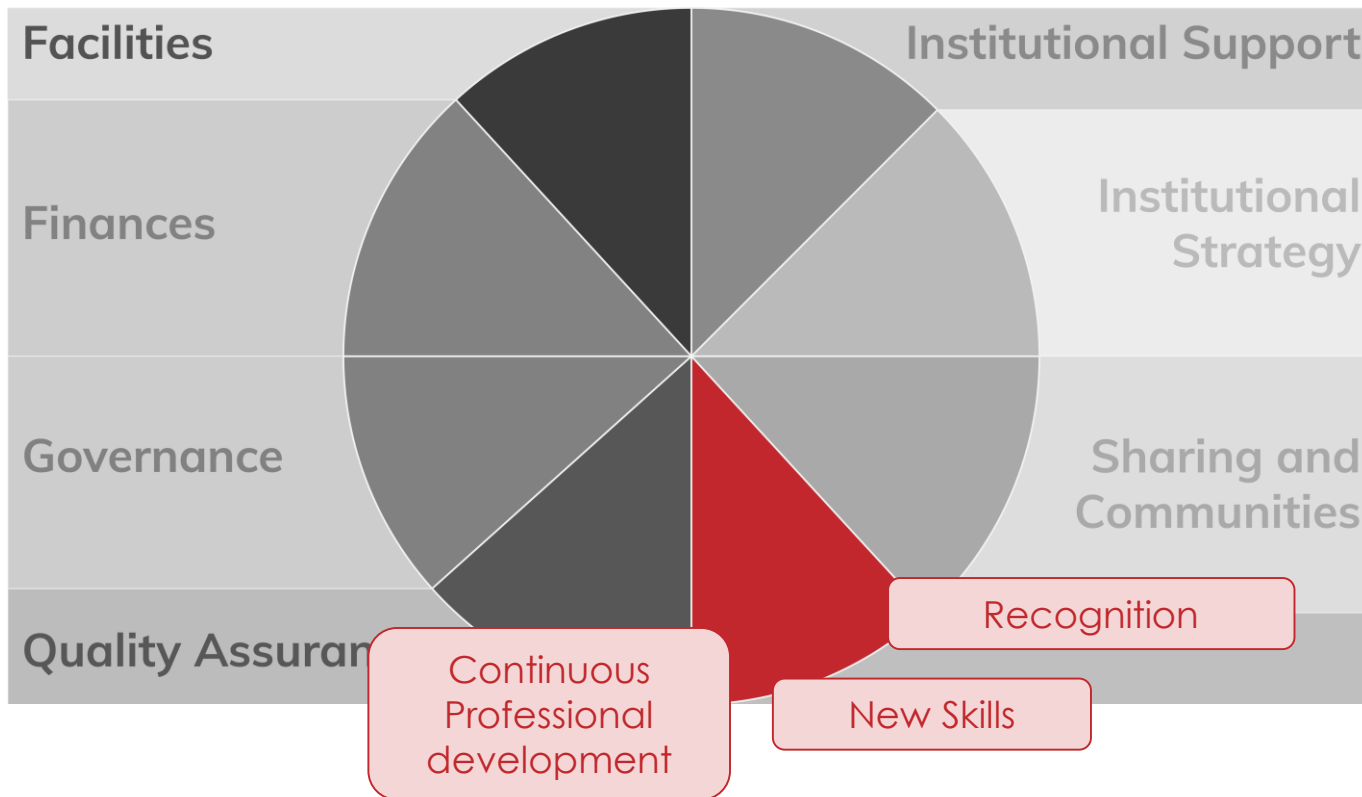 Facilities
Institutional Support
Finances
Institutional
Strategy
Governance
Sharing and
Communities
Quality Assuran
Recognition
Continuous
Professional
development
New Skills